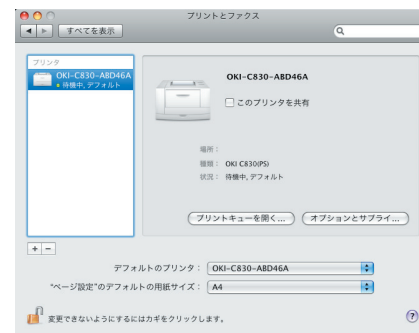 プリントとファクス
すべてを表示
プリンタ
OKI-C830-ABD46A
待機中, デフォルト
OKI-C830-ABD46A
このプリンタを共有
場所：
種類： OKI C830(PS)
状況： 待機中, デフォルト
プリントキューを開く... オプションとサプライ...
+ −
デフォルトのプリンタ： OKI-C830-ABD46A
"ページ設定"のデフォルトの用紙サイズ： A4
変更できないようにするにはカギをクリックします。 ?